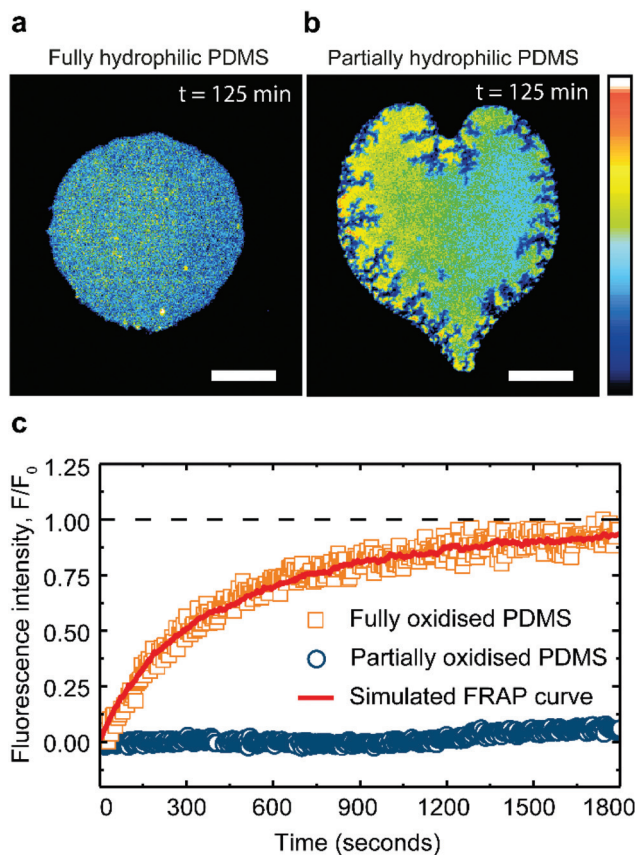 a
Fully hydrophilic PDMS
t = 125 min
b
Partially hydrophilic PDMS
t = 125 min
c
Fluorescence intensity, F/F₀
1.25
1.00
0.75
0.50
0.25
0.00
Fully oxidised PDMS
Partially oxidised PDMS
Simulated FRAP curve
0 300 600 900 1200 1500 1800
Time (seconds)